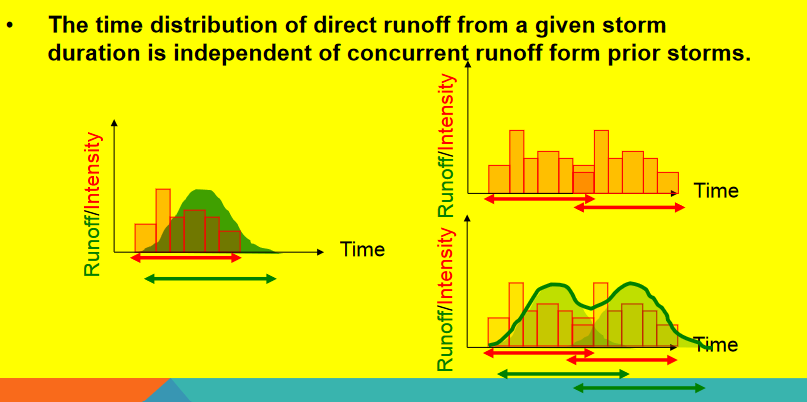 • The time distribution of direct runoff from a given storm
duration is independent of concurrent runoff form prior storms.
Runoff/Intensity
Time
Runoff/Intensity
Time
Runoff/Intensity
Time